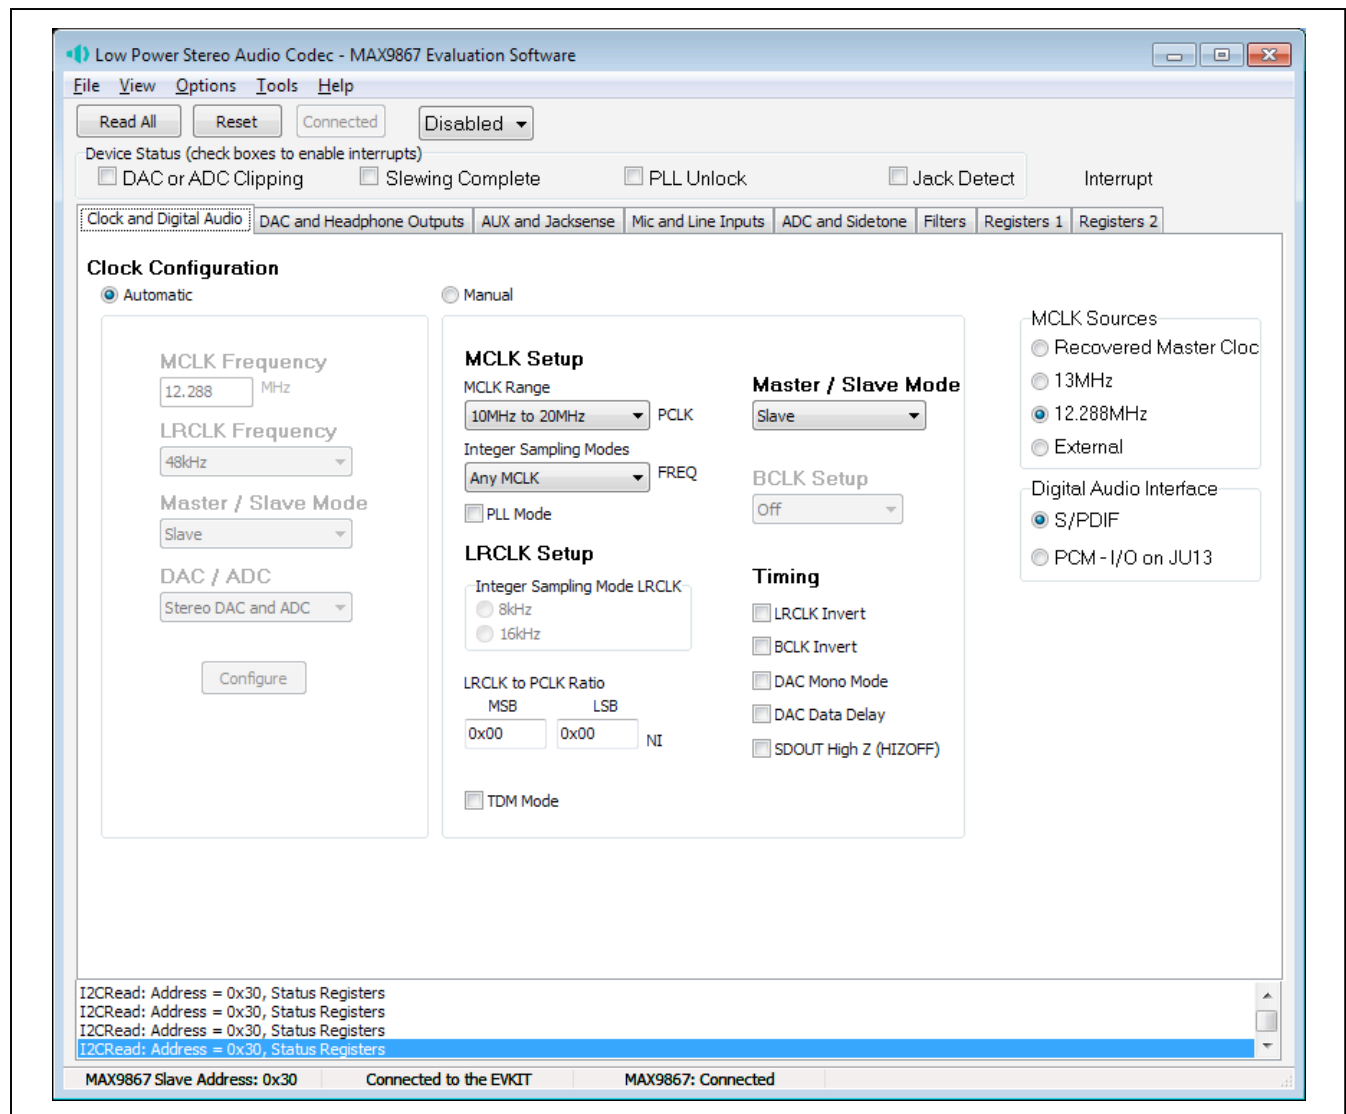 Low Power Stereo Audio Codec - MAX9867 Evaluation Software
File View Options Tools Help
Read All Reset Connected Disabled
Device Status (check boxes to enable interrupts)
DAC or ADC Clipping Slewing Complete PLL Unlock Jack Detect Interrupt
Clock and Digital Audio DAC and Headphone Outputs AUX and Jacksense Mic and Line Inputs ADC and Sidetone Filters Registers 1 Registers 2
Clock Configuration
Automatic
MCLK Frequency
12.288 MHz
LRCLK Frequency
48kHz
Master / Slave Mode
Slave
DAC / ADC
Stereo DAC and ADC
Configure
Manual
MCLK Setup
MCLK Range
10MHz to 20MHz PCLK
Integer Sampling Modes
Any MCLK FREQ
PLL Mode
LRCLK Setup
Integer Sampling Mode LRCLK
8kHz
16kHz
LRCLK to PCLK Ratio
MSB LSB
0x00 0x00 NI
TDM Mode
Master / Slave Mode
Slave
BCLK Setup
Off
Timing
LRCLK Invert
BCLK Invert
DAC Mono Mode
DAC Data Delay
SDOUT High Z (HIZOFF)
MCLK Sources
Recovered Master Cloc
13MHz
12.288MHz
External
Digital Audio Interface
S/PDIF
PCM - I/O on JU13
I2CRead: Address = 0x30, Status Registers
I2CRead: Address = 0x30, Status Registers
I2CRead: Address = 0x30, Status Registers
I2CRead: Address = 0x30, Status Registers
MAX9867 Slave Address: 0x30 Connected to the EVKIT MAX9867: Connected